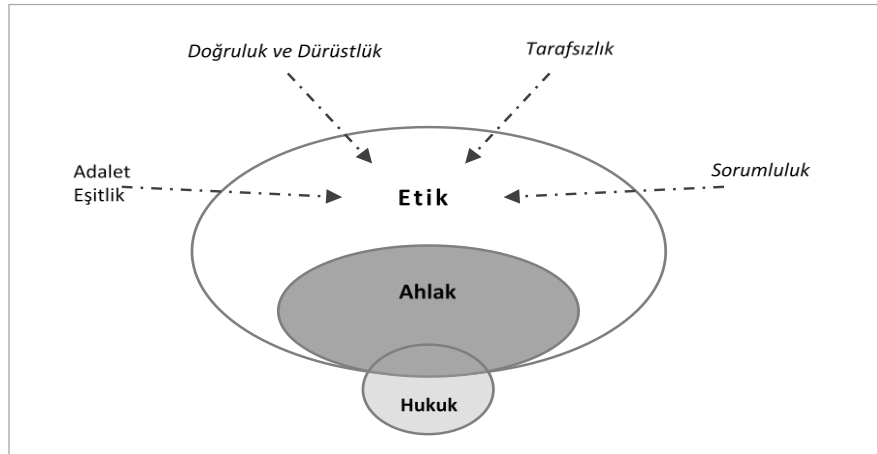 Doğruluk ve Dürüstlük
Tarafsızlık
Adalet
Eşitlik
Sorumluluk
Etik
Ahlak
Hukuk